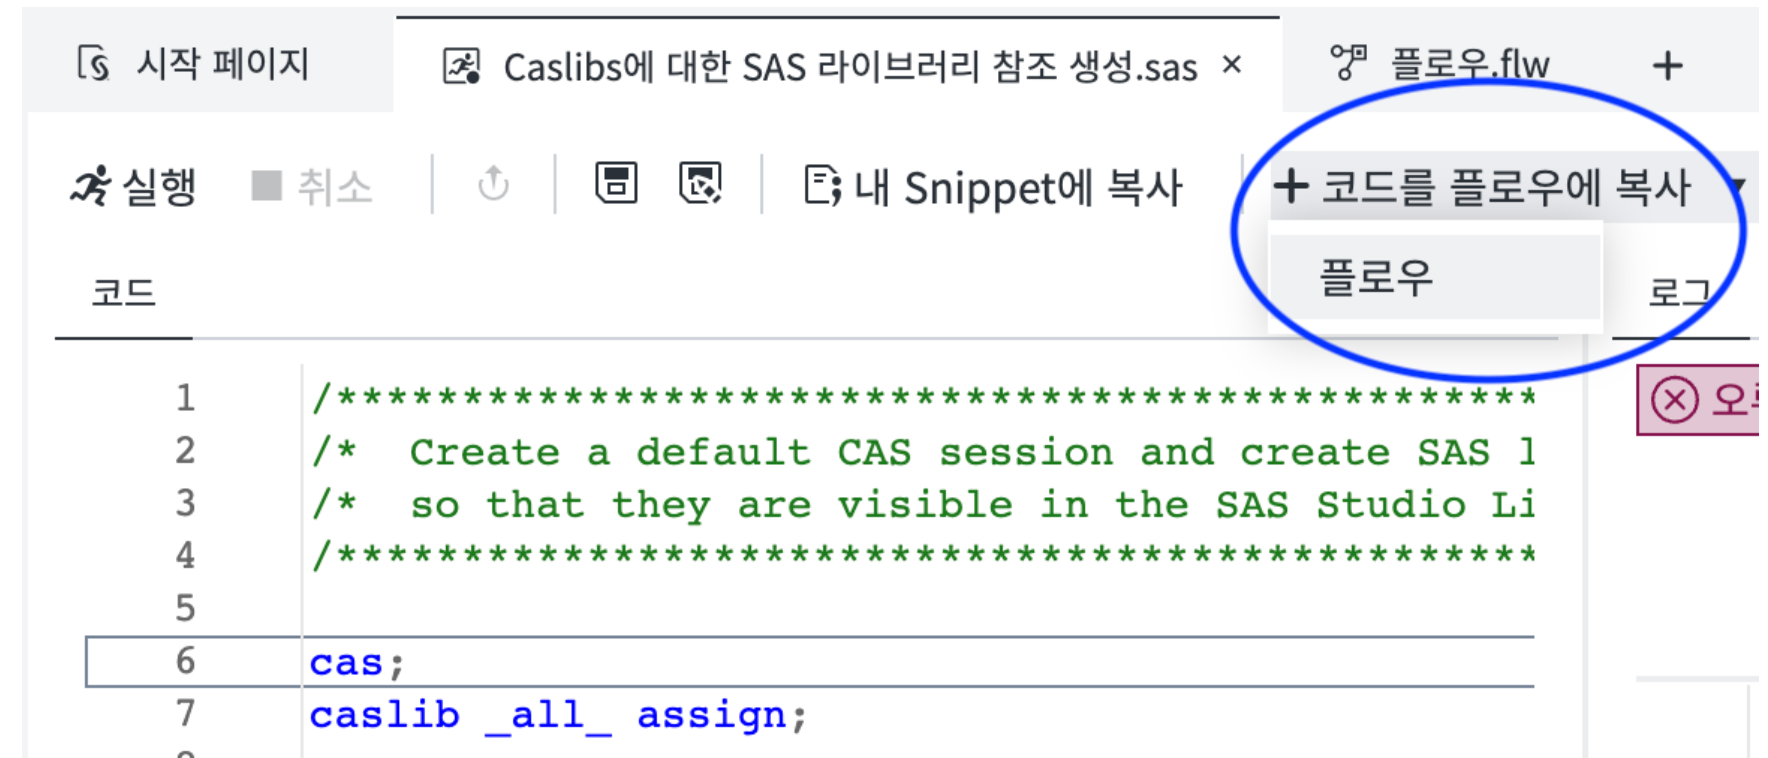 시작 페이지
Caslibs에 대한 SAS 라이브러리 참조 생성.sas ×
플로우.flw
+
실행
취소
내 Snippet에 복사
+ 코드를 플로우에 복사
플로우
코드
로그
1 /************************************************
2 /*  Create a default CAS session and create SAS l
3 /*  so that they are visible in the SAS Studio Li
4 /************************************************
5
6 cas;
7 caslib _all_ assign;